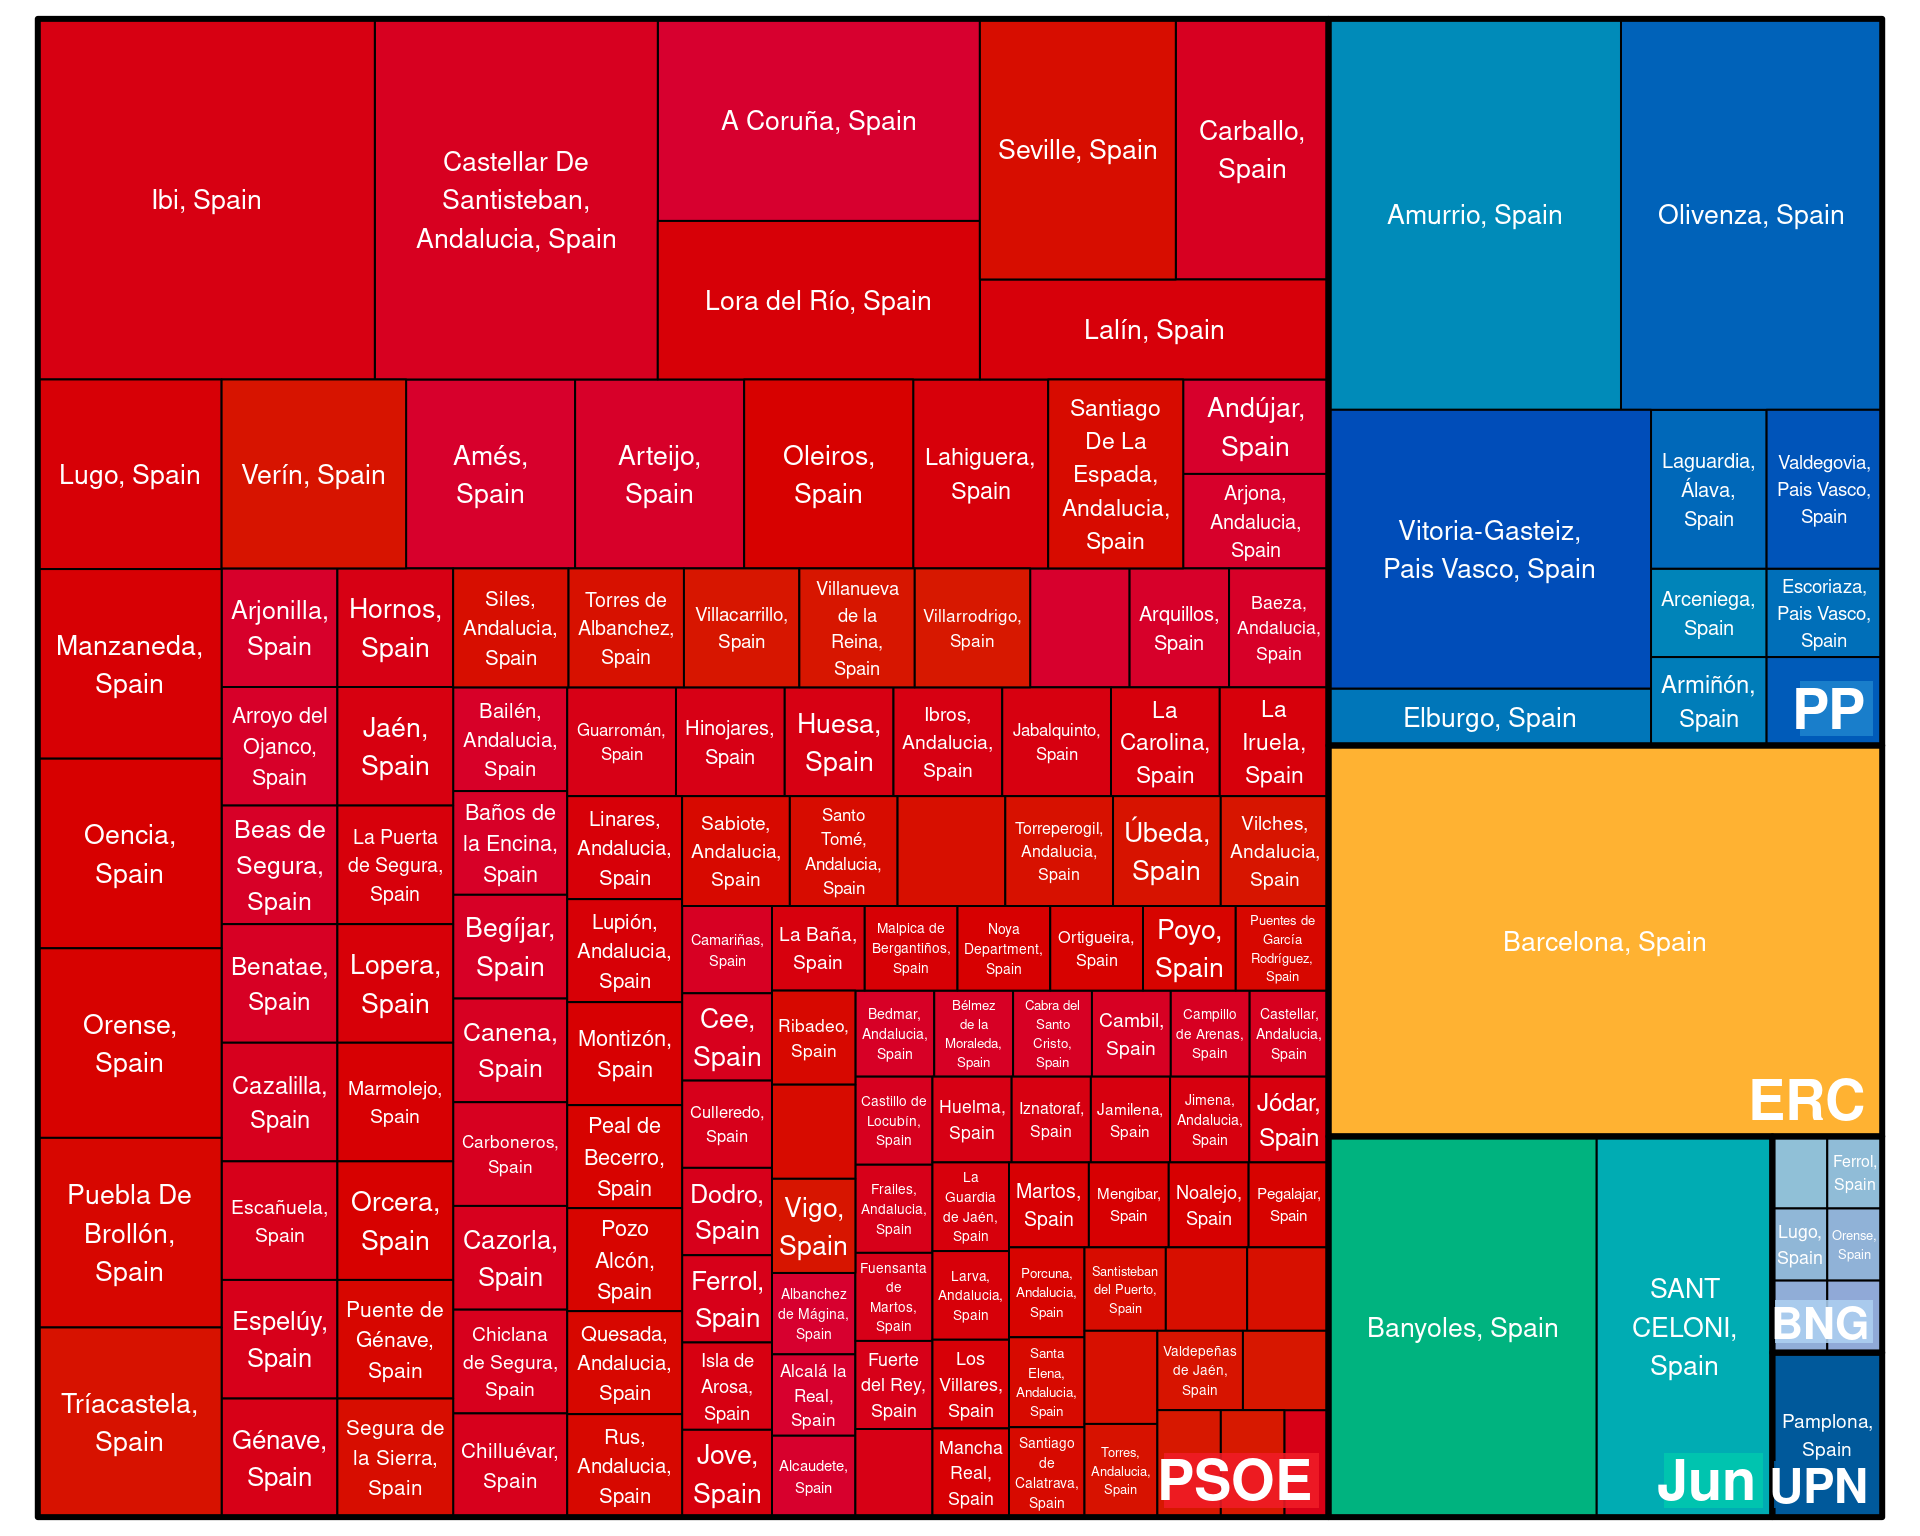 Ibi, Spain
Castellar De
Santisteban,
Andalucia, Spain
A Coruña, Spain
Lora del Río, Spain
Seville, Spain
Carballo,
Spain
Lalín, Spain
Lugo, Spain
Verín, Spain
Amés,
Spain
Arteijo,
Spain
Oleiros,
Spain
Lahiguera,
Spain
Santiago
De La
Espada,
Andalucia,
Spain
Andújar,
Spain
Arjona,
Andalucia,
Spain
Manzaneda,
Spain
Oencia,
Spain
Orense,
Spain
Puebla De
Brollón,
Spain
Tríacastela,
Spain
Arjonilla,
Spain
Arroyo del
Ojanco,
Spain
Beas de
Segura,
Spain
Benatae,
Spain
Cazalilla,
Spain
Escañuela,
Spain
Espelúy,
Spain
Génave,
Spain
Hornos,
Spain
Jaén,
Spain
La Puerta
de Segura,
Spain
Lopera,
Spain
Marmolejo,
Spain
Orcera,
Spain
Puente de
Génave,
Spain
Segura de
la Sierra,
Spain
Siles,
Andalucia,
Spain
Torres de
Albanchez,
Spain
Villacarrillo,
Spain
Villanueva
de la
Reina,
Spain
Villarrodrigo,
Spain
Arquillos,
Spain
Baeza,
Andalucia,
Spain
Bailén,
Andalucia,
Spain
Baños de
la Encina,
Spain
Begíjar,
Spain
Canena,
Spain
Carboneros,
Spain
Cazorla,
Spain
Chiclana
de Segura,
Spain
Chilluévar,
Spain
Guarromán,
Spain
Hinojares,
Spain
Huesa,
Spain
Ibros,
Andalucia,
Spain
Jabalquinto,
Spain
La
Carolina,
Spain
La
Iruela,
Spain
Linares,
Andalucia,
Spain
Lupión,
Andalucia,
Spain
Montizón,
Spain
Peal de
Becerro,
Spain
Pozo
Alcón,
Spain
Quesada,
Andalucia,
Spain
Rus,
Andalucia,
Spain
Sabiote,
Andalucia,
Spain
Santo
Tomé,
Andalucia,
Spain
Torreperogil,
Andalucia,
Spain
Úbeda,
Spain
Vilches,
Andalucia,
Spain
Camariñas,
Spain
Cee,
Spain
Culleredo,
Spain
Dodro,
Spain
Ferrol,
Spain
Isla de
Arosa,
Spain
Jove,
Spain
La Baña,
Spain
Malpica de
Bergantiños,
Spain
Noya
Department,
Spain
Ortigueira,
Spain
Poyo,
Spain
Puentes de
García
Rodríguez,
Spain
Ribadeo,
Spain
Vigo,
Spain
Albanchez
de Mágina,
Spain
Alcalá la
Real,
Spain
Alcaudete,
Spain
Bedmar,
Andalucia,
Spain
Bélmez
de la
Moraleda,
Spain
Cabra del
Santo
Cristo,
Spain
Cambil,
Spain
Campillo
de Arenas,
Spain
Castellar,
Andalucia,
Spain
Castillo de
Locubín,
Spain
Frailes,
Andalucia,
Spain
Fuensanta
de
Martos,
Spain
Fuerte
del Rey,
Spain
Huelma,
Spain
Iznatoraf,
Spain
Jamilena,
Spain
Jimena,
Andalucia,
Spain
Jódar,
Spain
La
Guardia
de Jaén,
Spain
Larva,
Andalucia,
Spain
Los
Villares,
Spain
Mancha
Real,
Spain
Martos,
Spain
Mengibar,
Spain
Noalejo,
Spain
Pegalajar,
Spain
Porcuna,
Andalucia,
Spain
Santa
Elena,
Andalucia,
Spain
Santiago
de
Calatrava,
Spain
Santisteban
del Puerto,
Spain
Torres,
Andalucia,
Spain
Valdepeñas
de Jaén,
Spain
PSOE
Amurrio, Spain
Olivenza, Spain
Vitoria-Gasteiz,
Pais Vasco, Spain
Elburgo, Spain
Laguardia,
Álava,
Spain
Valdegovia,
Pais Vasco,
Spain
Arceniega,
Spain
Escoriaza,
Pais Vasco,
Spain
Armiñón,
Spain
PP
Barcelona, Spain
ERC
Banyoles, Spain
SANT
CELONI,
Spain
Jun
Ferrol,
Spain
Lugo,
Spain
Orense,
Spain
BNG
Pamplona,
Spain
UPN